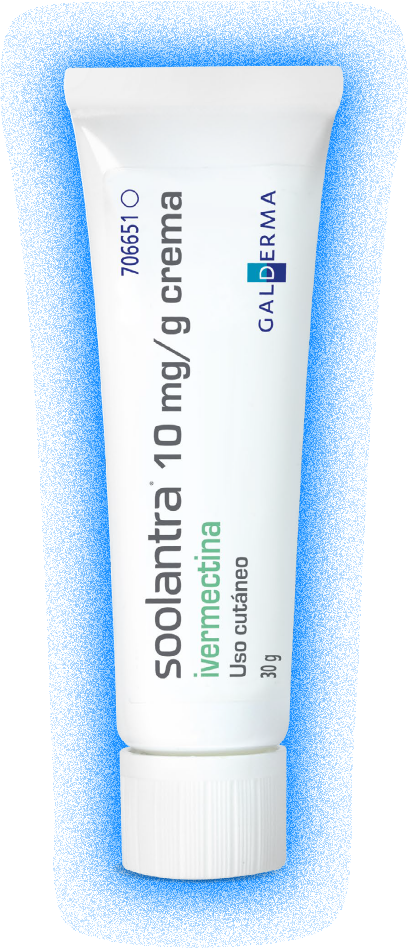 706651
soolantra® 10 mg/g crema
ivermectina
Uso cutáneo
30 g
GALDERMA